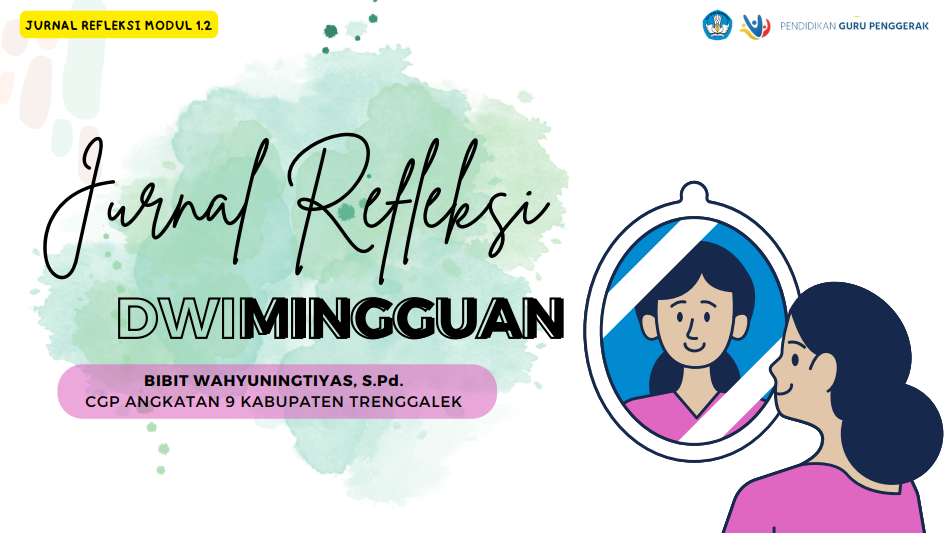 JURNAL REFLEKSI MODUL 1.2
PENDIDIKAN GURU PENGGERAK
Jurnal Refleksi
DWIMINGGUAN
BIBIT WAHYUNINGTIYAS, S.Pd.
CGP ANGKATAN 9 KABUPATEN TRENGGALEK